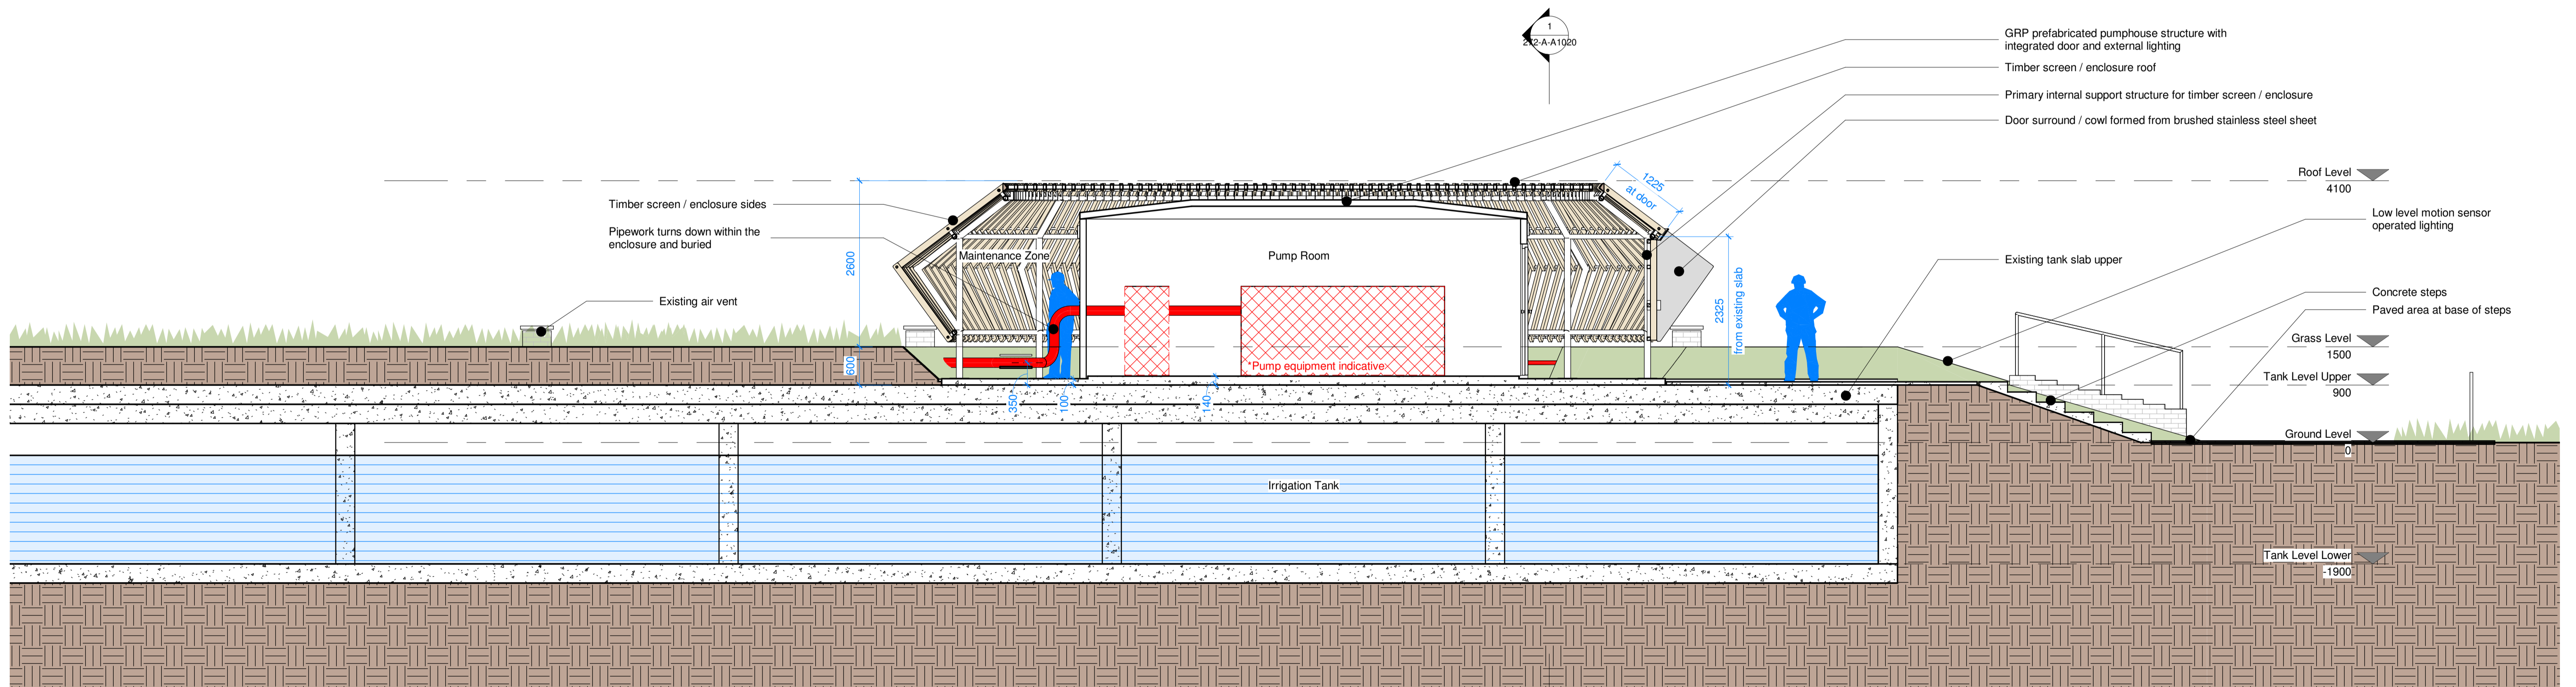 1
272-A-A1020
GRP prefabricated pumphouse structure with
integrated door and external lighting
Timber screen / enclosure roof
Primary internal support structure for timber screen / enclosure
Door surround / cowl formed from brushed stainless steel sheet
Roof Level
4100
1225
at door
Timber screen / enclosure sides
Low level motion sensor
operated lighting
Pipework turns down within the
enclosure and buried
Maintenance Zone
Pump Room
Existing tank slab upper
2600
2325
from existing slab
Existing air vent
Concrete steps
Paved area at base of steps
Grass Level
1500
600
*Pump equipment indicative
Tank Level Upper
900
350
100
140
Ground Level
0
Irrigation Tank
Tank Level Lower
-1900